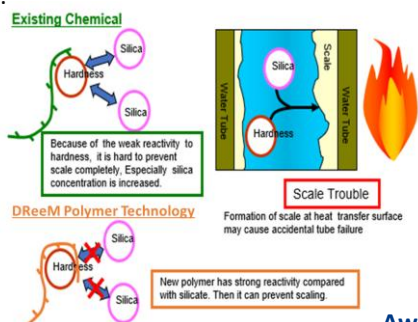 Existing Chemical
Silica
Hardness
Silica
Because of the weak reactivity to
hardness, it is hard to prevent
scale completely, Especially silica
concentration is increased.
DReeM Polymer Technology
Silica
Hardness
Silica
New polymer has strong reactivity compared
with silicate. Then it can prevent scaling.
Water Tube
Silica
Hardness
Scale
Water Tube
Scale Trouble
Formation of scale at heat transfer surface
may cause accidental tube failure
Aw